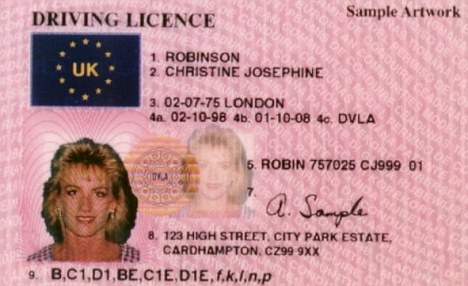 DRIVING LICENCE
Sample Artwork
UK
1. ROBINSON
2. CHRISTINE JOSEPHINE
3. 02-07-75 LONDON
4a. 02-10-98 4b. 01-10-08 4c. DVLA
5. ROBIN 757025 CJ999 01
7. A. Sample
8. 123 HIGH STREET, CITY PARK ESTATE,
CARDHAMPTON, CZ99 9XX
9. B,C1,D1,BE,C1E,D1E,f,k,l,n,p